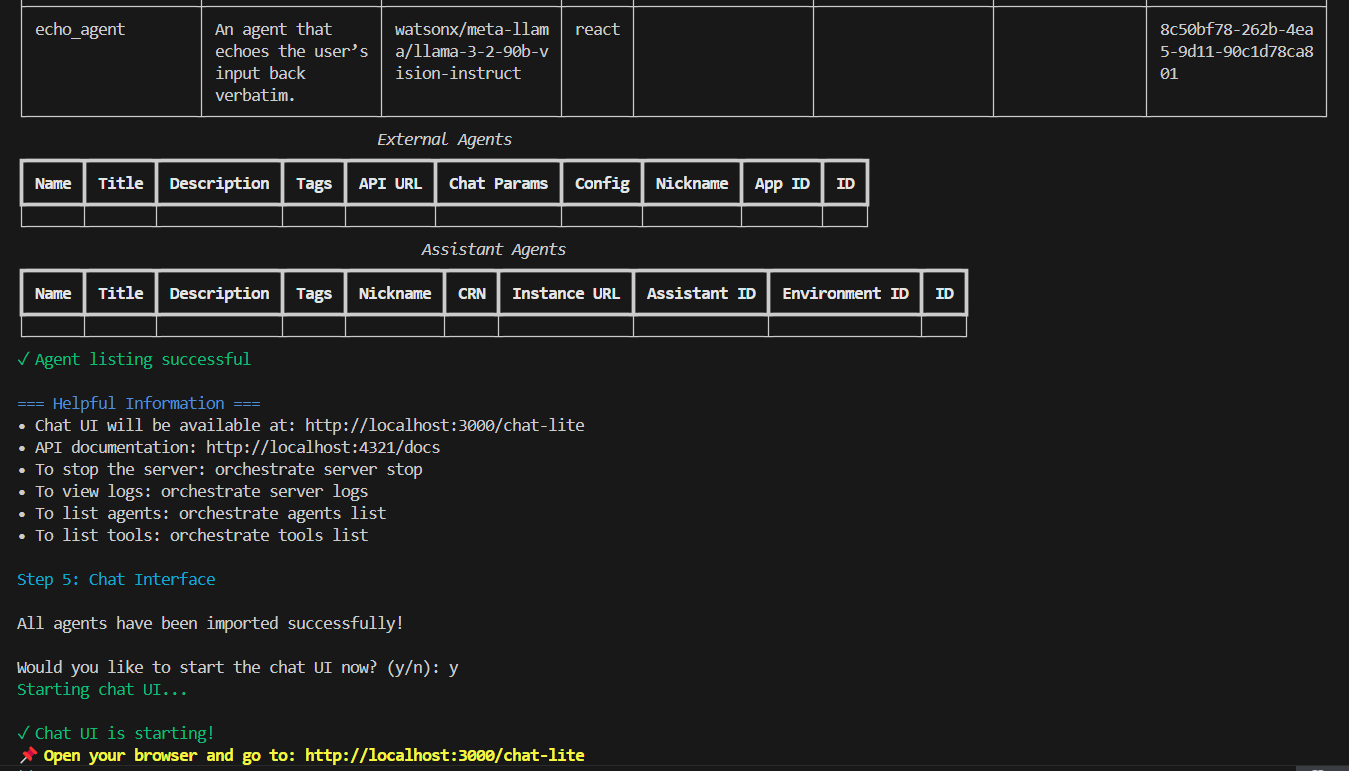 echo_agent An agent that watsonx/meta-llam react 8c50bf78-262b-4ea
echoes the user’s a/llama-3-2-90b-v 5-9d11-90c1d78ca8
input back ision-instruct 01
verbatim.
External Agents
Name Title Description Tags API URL Chat Params Config Nickname App ID ID
Assistant Agents
Name Title Description Tags Nickname CRN Instance URL Assistant ID Environment ID ID
✓ Agent listing successful
=== Helpful Information ===
• Chat UI will be available at: http://localhost:3000/chat-lite
• API documentation: http://localhost:4321/docs
• To stop the server: orchestrate server stop
• To view logs: orchestrate server logs
• To list agents: orchestrate agents list
• To list tools: orchestrate tools list
Step 5: Chat Interface
All agents have been imported successfully!
Would you like to start the chat UI now? (y/n): y
Starting chat UI...
✓ Chat UI is starting!
📌 Open your browser and go to: http://localhost:3000/chat-lite